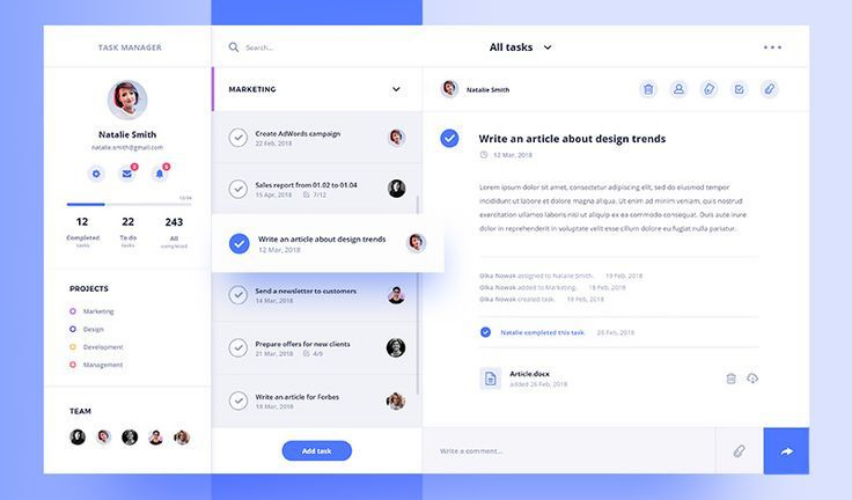 TASK MANAGER
Search...
All tasks
Natalie Smith
natalie.smith@gmail.com
12
22
243
Completed
tasks
To do
tasks
All
completed
PROJECTS
Marketing
Design
Development
Management
TEAM
MARKETING
Create AdWords campaign
22 Feb, 2018
Sales report from 01.02 to 01.04
15 Apr, 2018 7/12
Write an article about design trends
12 Mar, 2018
Send a newsletter to customers
14 Mar, 2018
Prepare offers for new clients
21 Mar, 2018 4/9
Write an article for Forbes
Add task
Natalie Smith
Write an article about design trends
12 Mar, 2018
Lorem ipsum dolor sit amet, consectetur adipiscing elit, sed do eiusmod tempor
incididunt ut labore et dolore magna aliqua. Ut enim ad minim veniam, quis nostrud
exercitation ullamco laboris nisi ut aliquip ex ea commodo consequat. Duis aute irure
dolor in reprehenderit in voluptate velit esse cillum dolore eu fugiat nulla pariatur.
Olka Nowak assigned to Natalie Smith. 19 Feb, 2018
Olka Nowak added to Marketing. 18 Feb, 2018
Olka Nowak created task. 18 Feb, 2018
Natalie completed this task. 28 Feb, 2018
Article.docx
added 26 Feb, 2018
Write a comment...